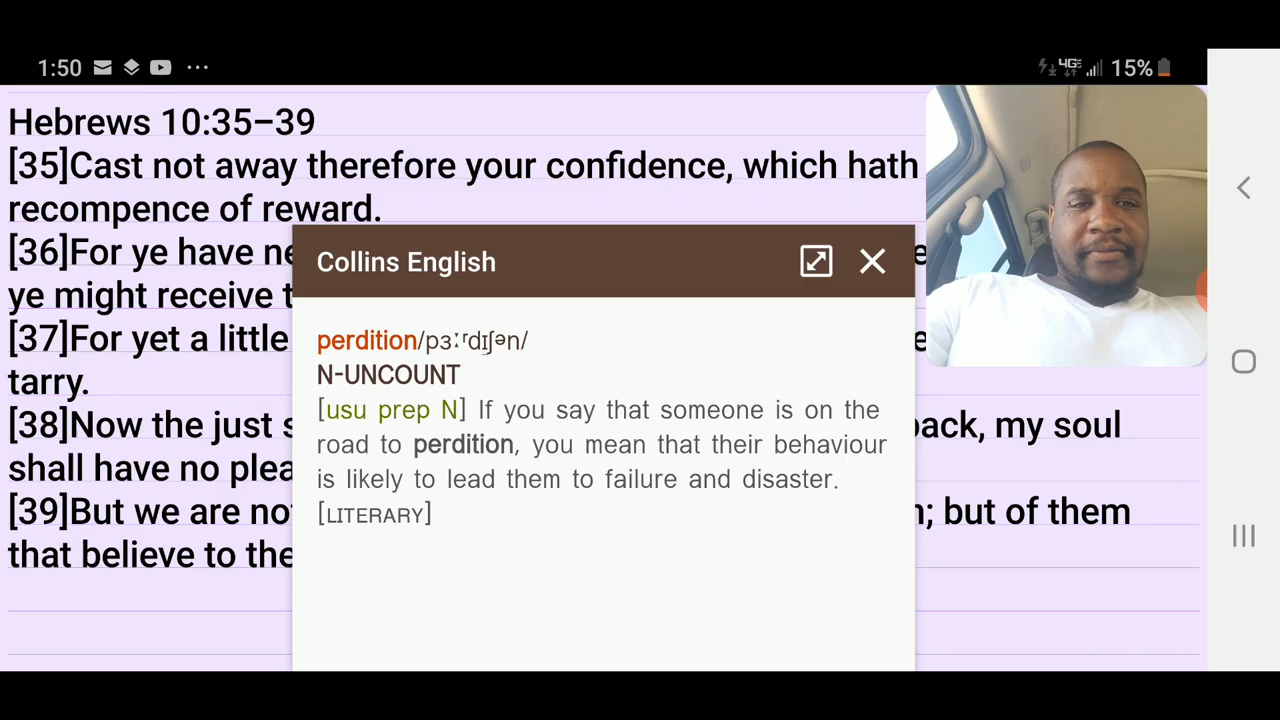 1:50 ... 4GE 15%
Hebrews 10:35–39
[35]Cast not away therefore your confidence, which hath
recompence of reward.
[36]For ye have ne
ye might receive t
[37]For yet a little
tarry.
[38]Now the just s back, my soul
shall have no plea
[39]But we are no ; but of them
that believe to the
Collins English
perdition/pɜːʳdɪʃən/
N-UNCOUNT
[usu prep N] If you say that someone is on the
road to perdition, you mean that their behaviour
is likely to lead them to failure and disaster.
[LITERARY]